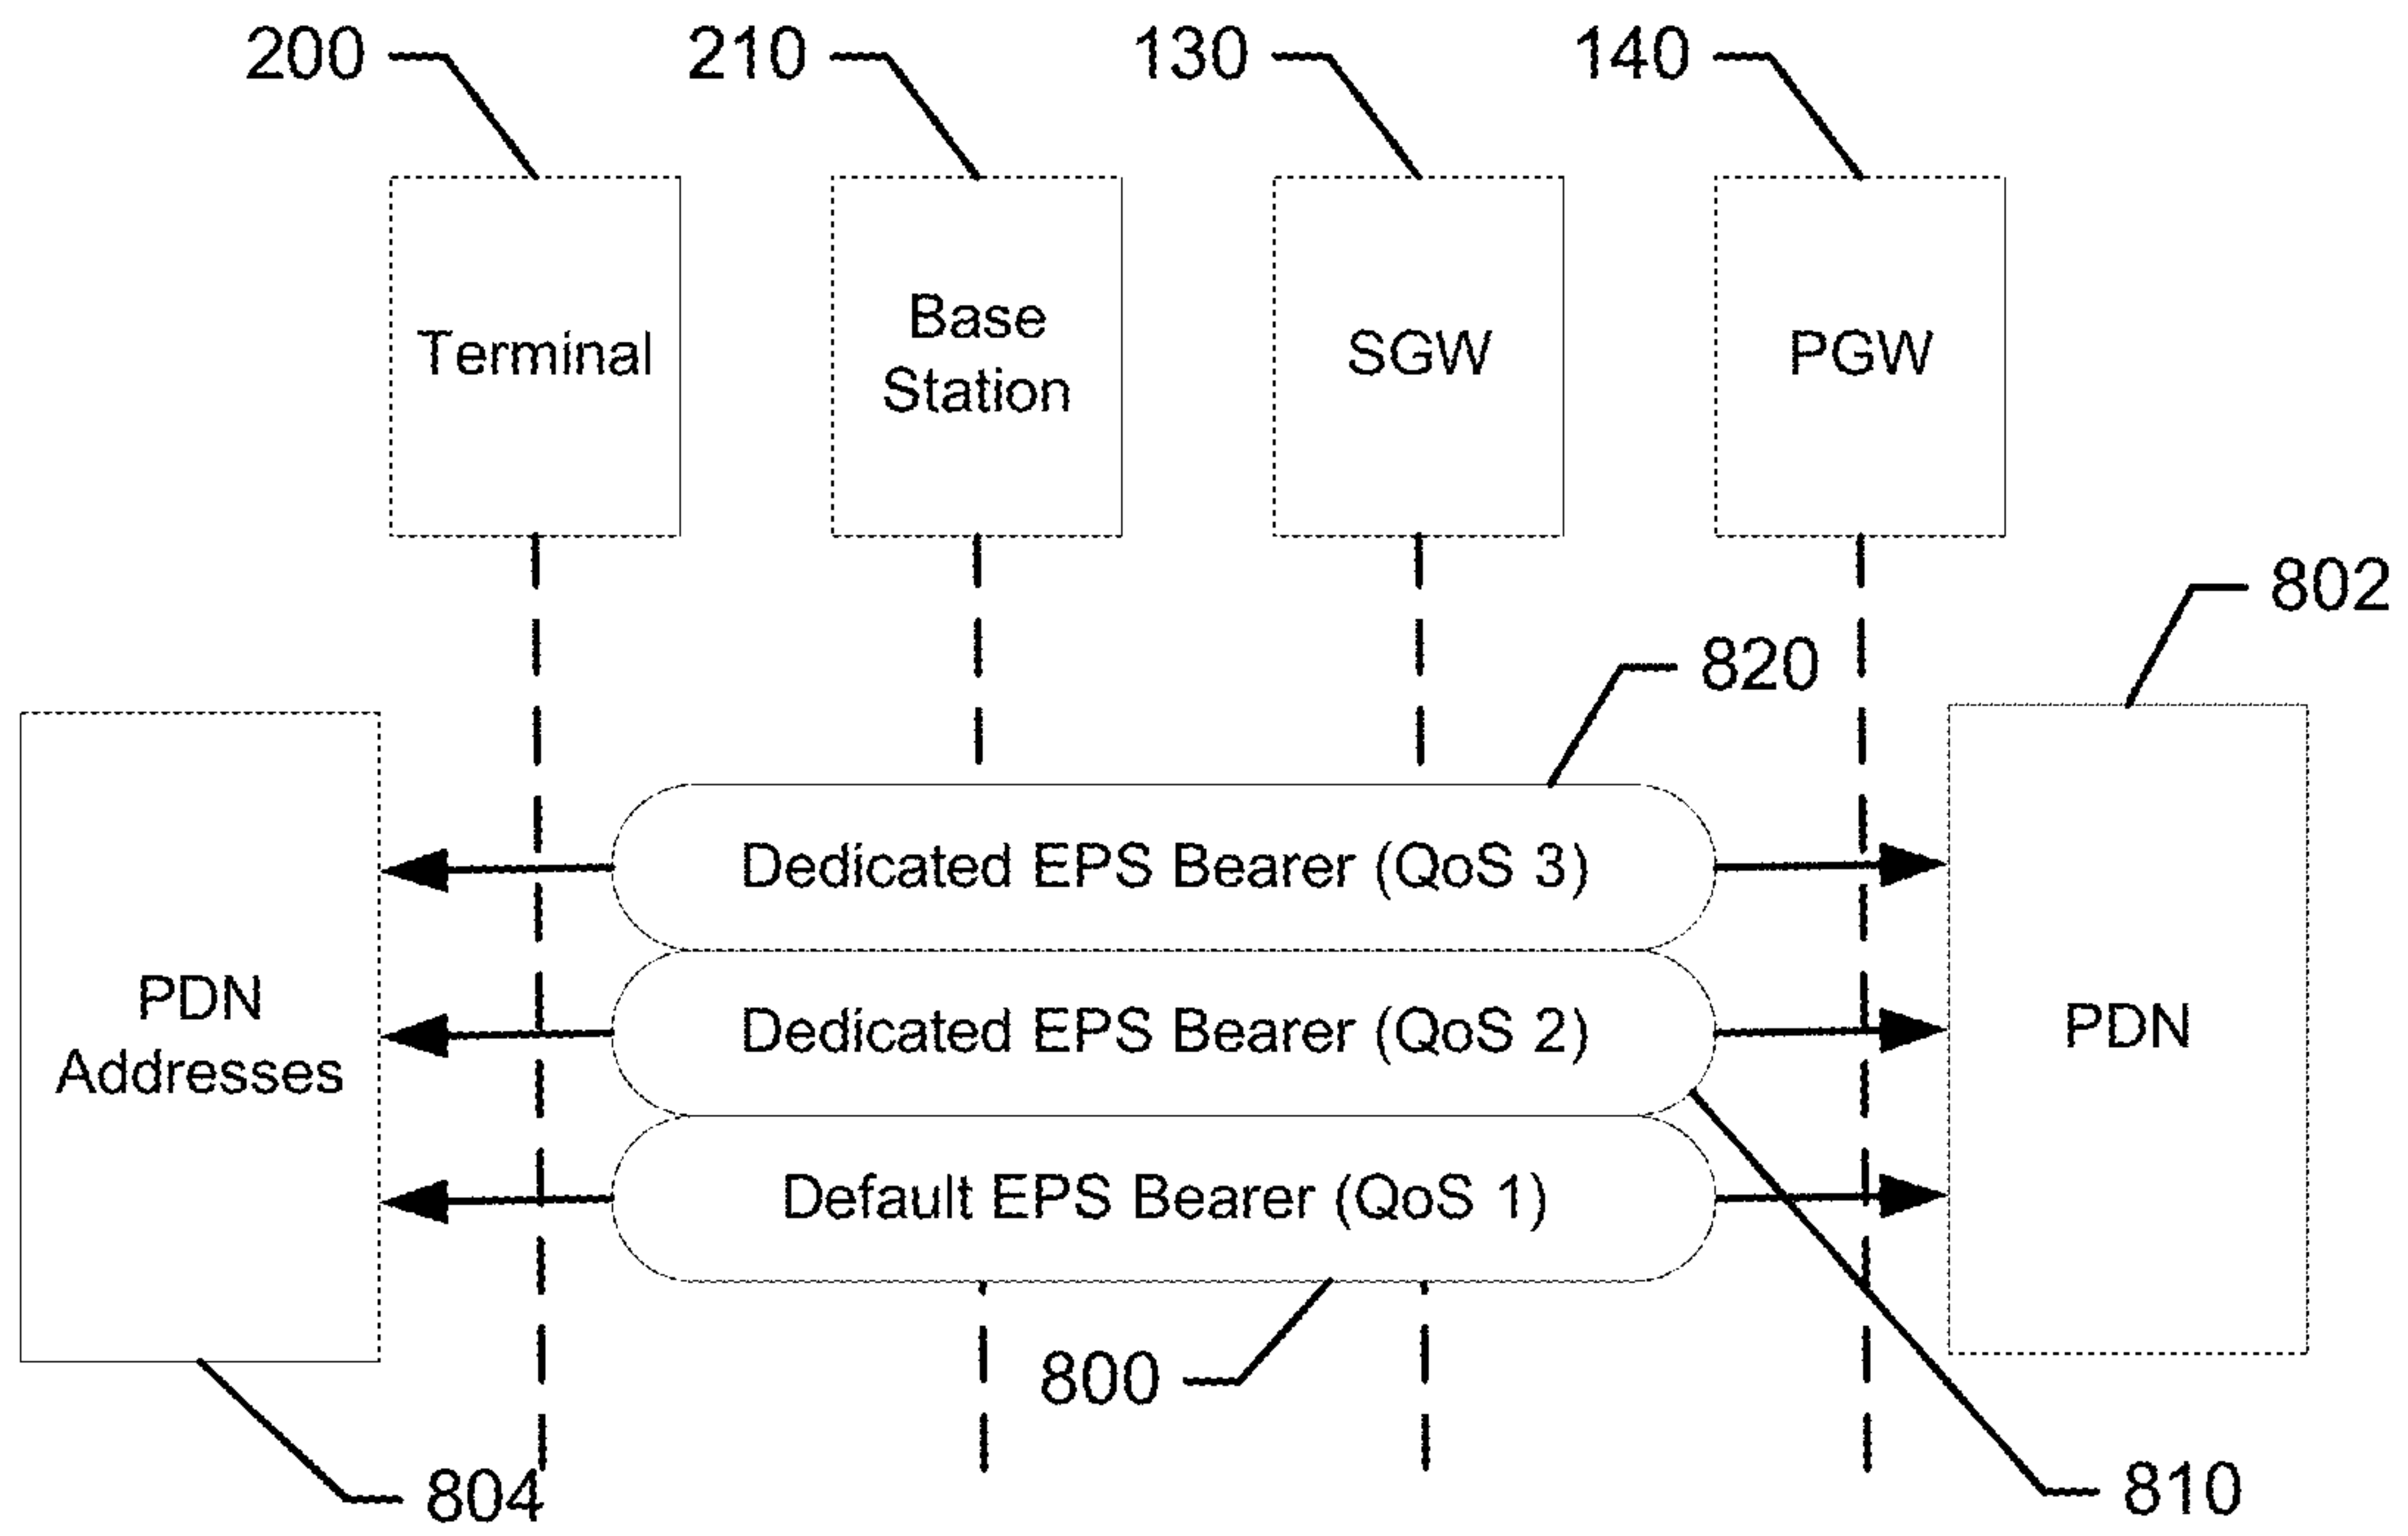 200
210
130
140
Terminal
Base
Station
SGW
PGW
802
820
Dedicated EPS Bearer (QoS 3)
PDN
Addresses
Dedicated EPS Bearer (QoS 2)
PDN
Default EPS Bearer (QoS 1)
800
804
810